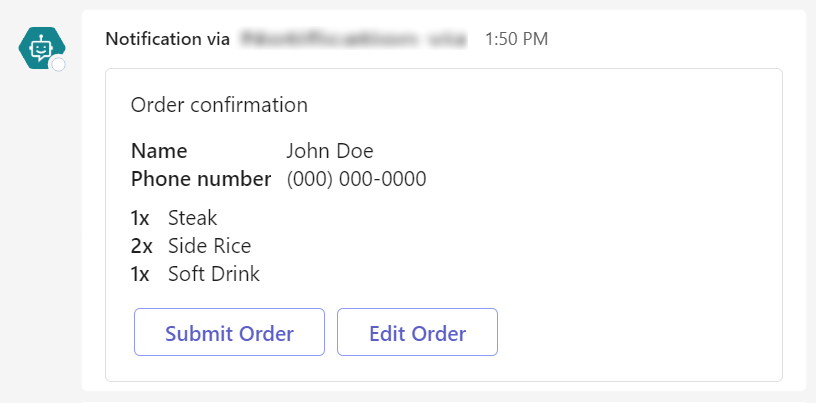 Notification via 1:50 PM
Order confirmation
Name John Doe
Phone number (000) 000-0000
1x Steak
2x Side Rice
1x Soft Drink
Submit Order Edit Order